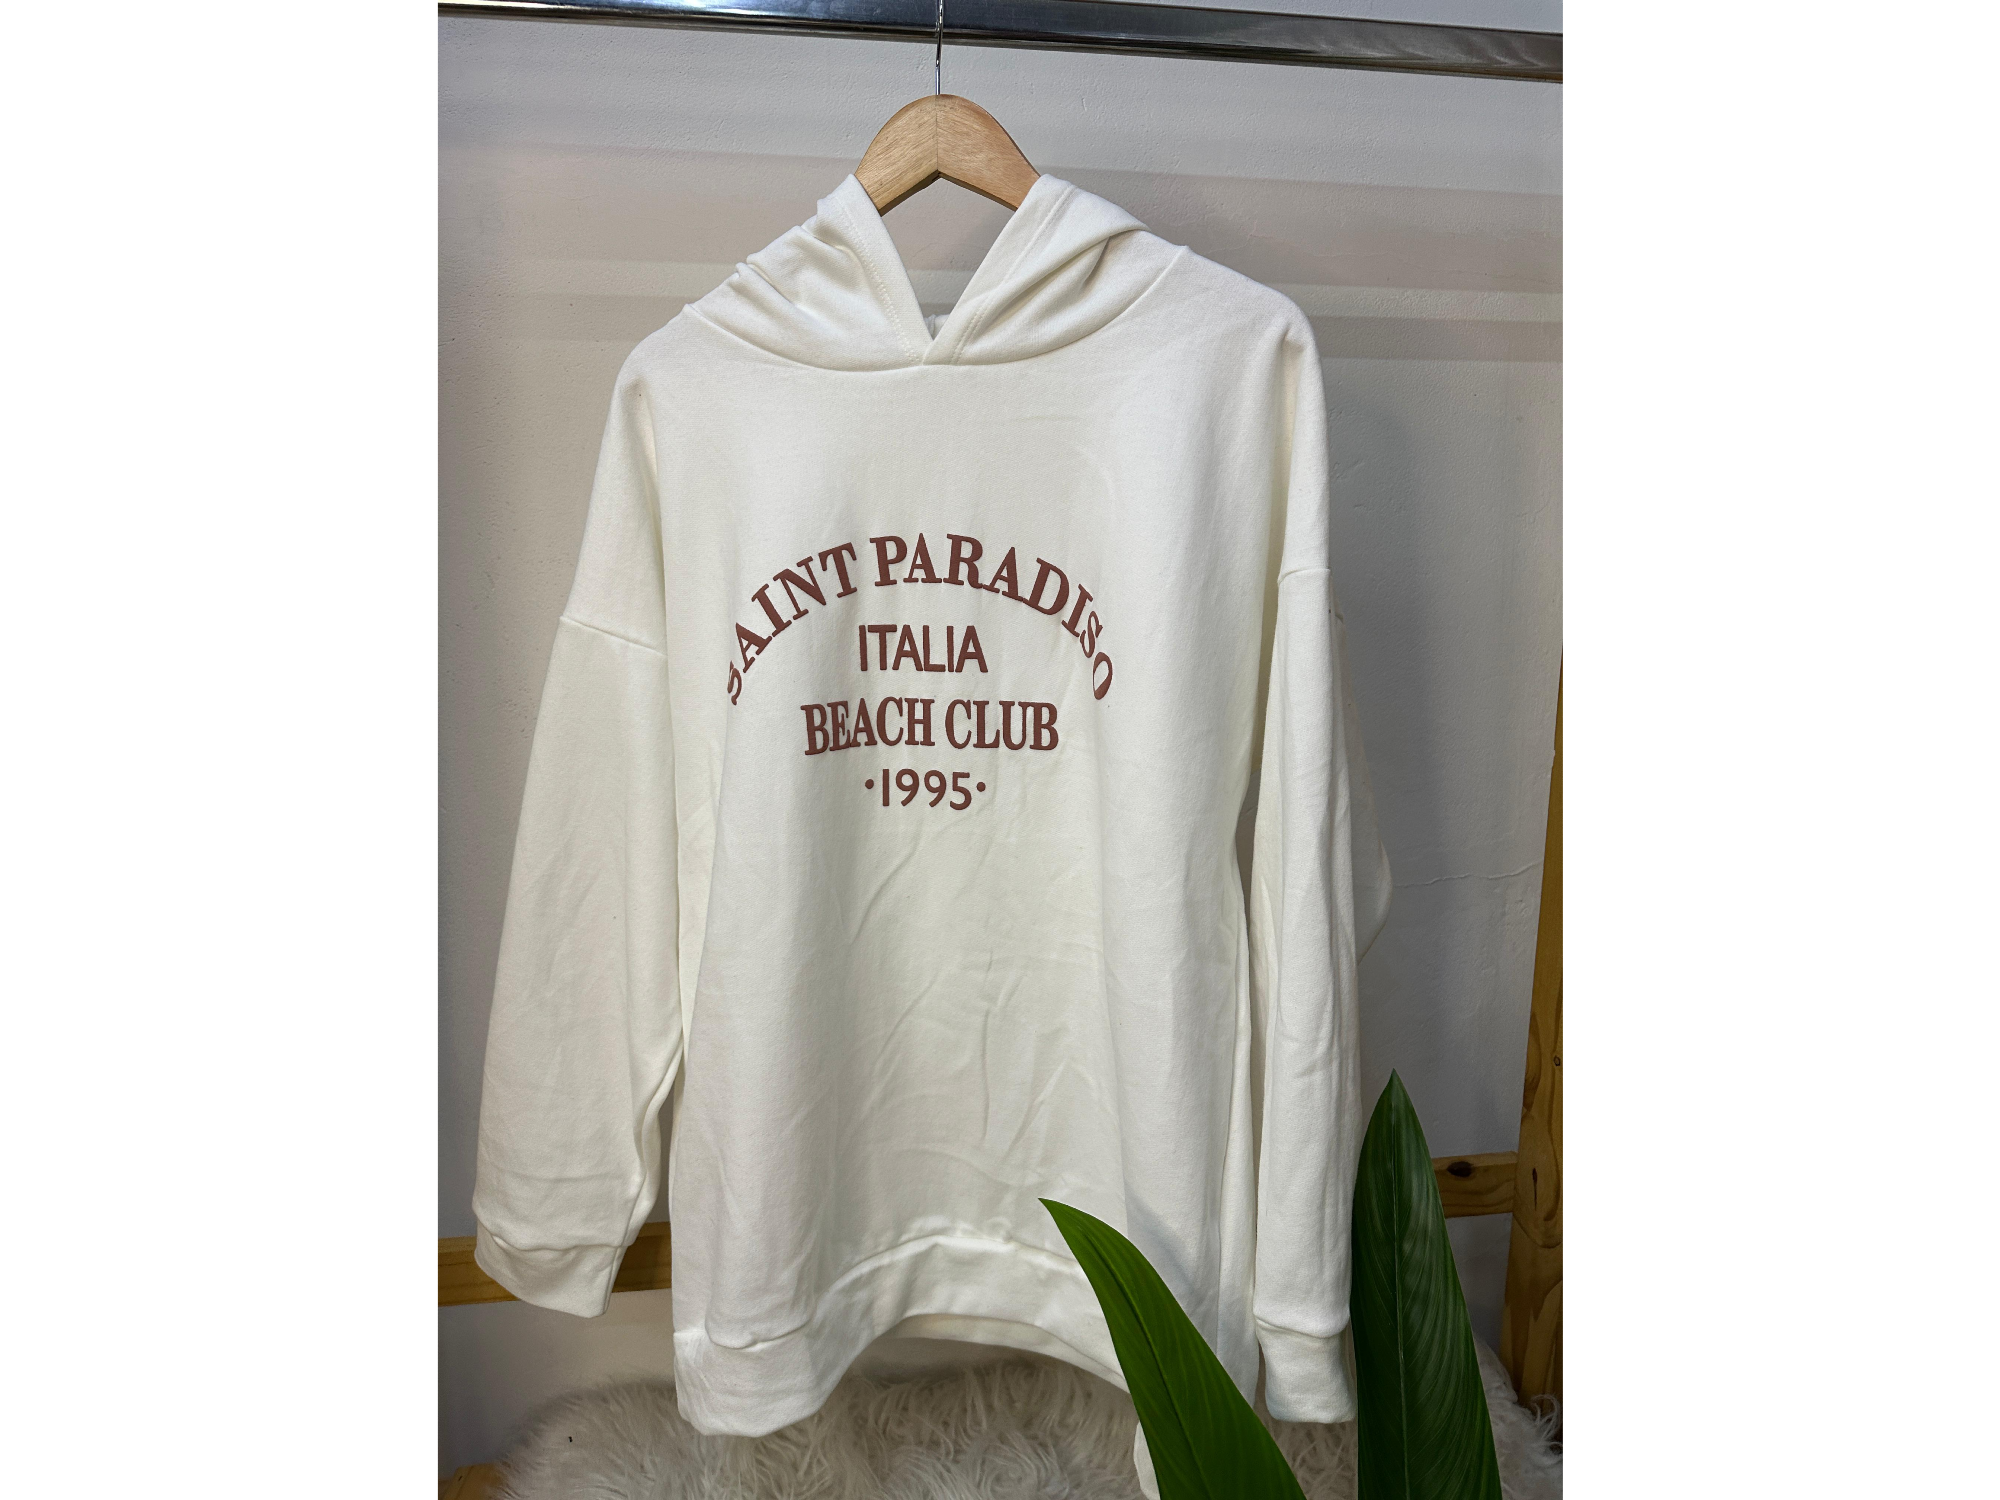 SAINT PARADISO
ITALIA
BEACH CLUB
·1995·